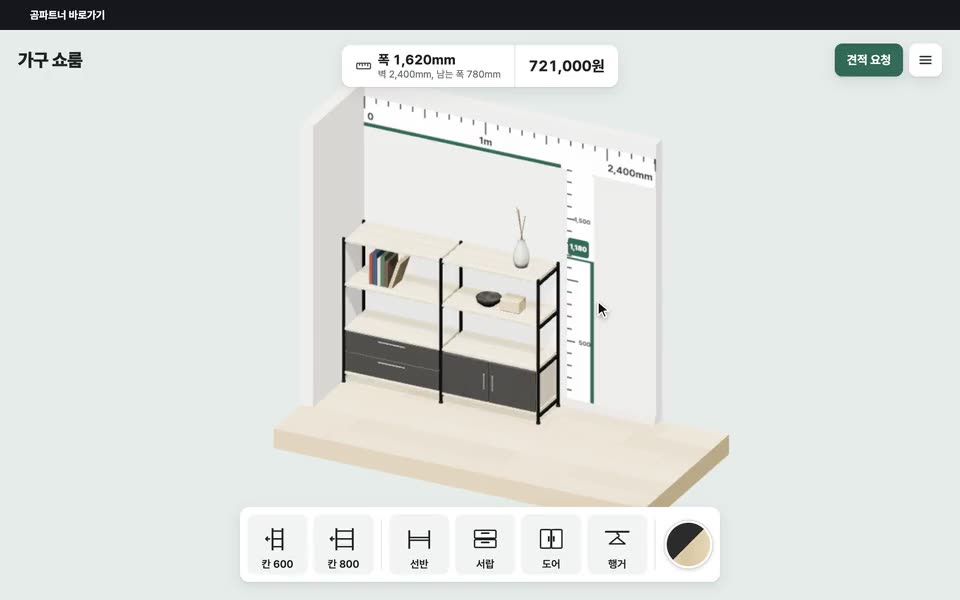 곰파트너 바로가기
가구 쇼룸
폭 1,620mm
벽 2,400mm, 남는 폭 780mm
721,000원
견적 요청
0
1m
2,400mm
1,500
1,180
500
칸 600
칸 800
선반
서랍
도어
행거